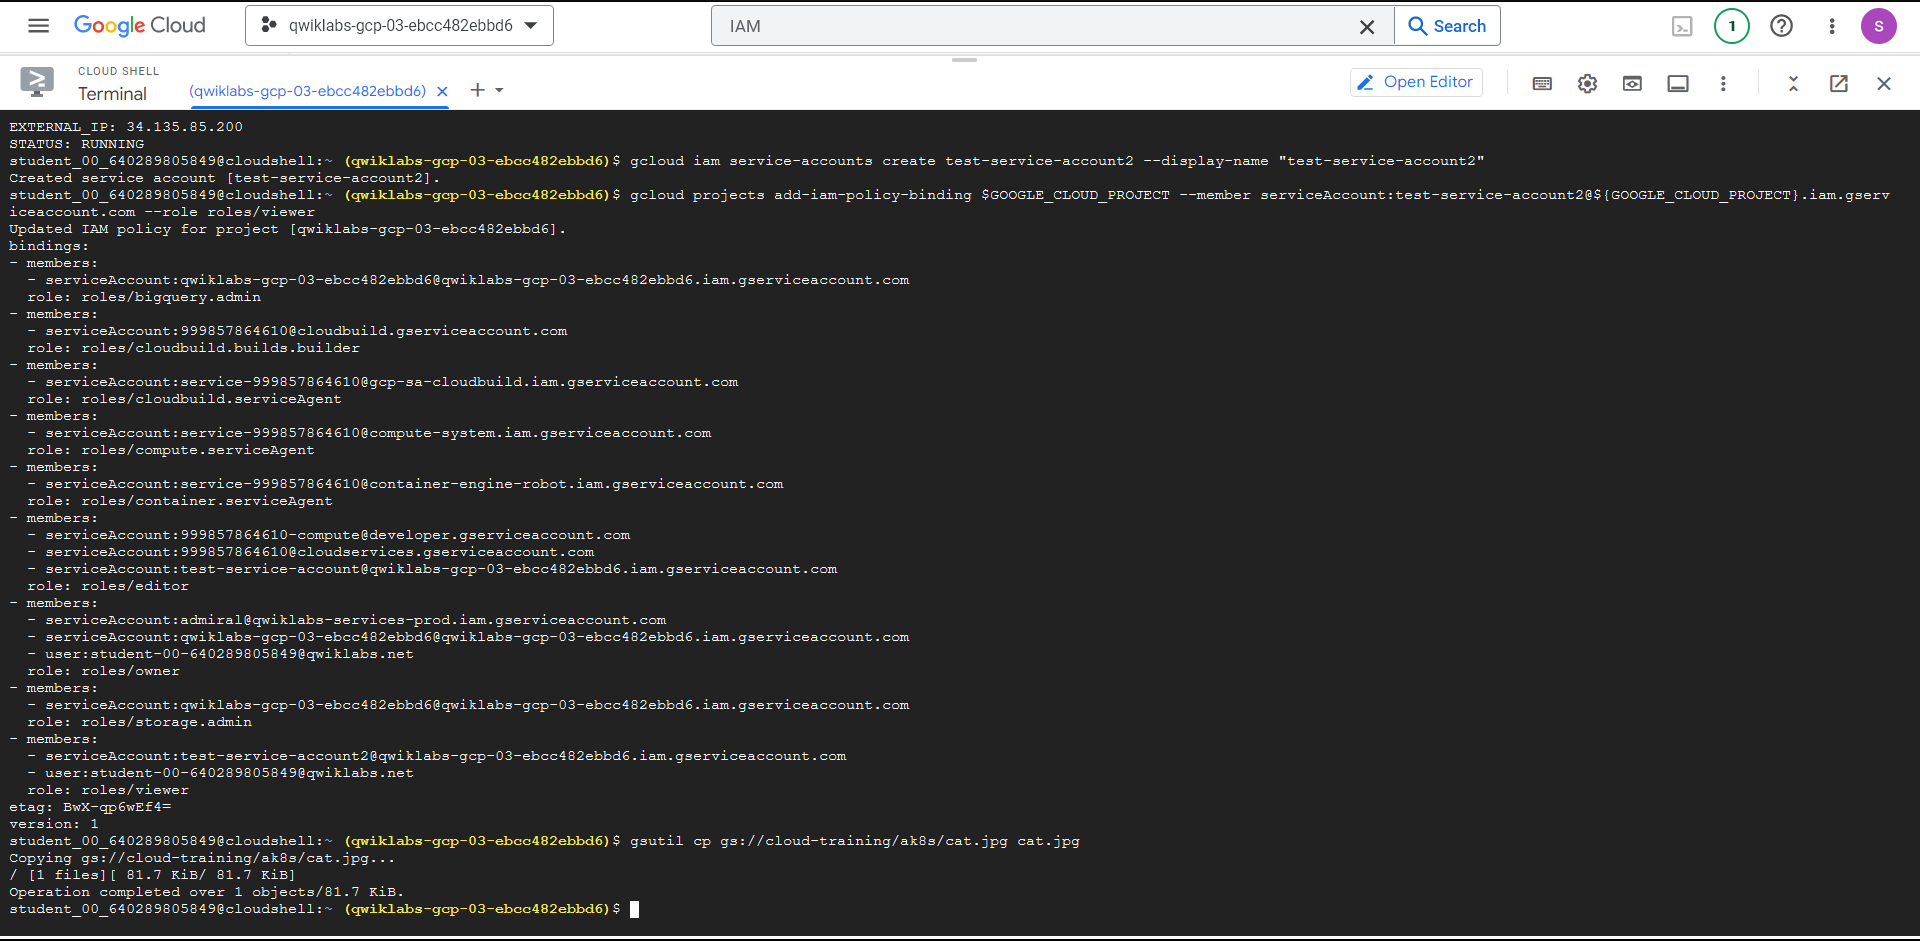 Google Cloud
qwiklabs-gcp-03-ebcc482ebbd6
IAM
Search
1
S
CLOUD SHELL
Terminal
(qwiklabs-gcp-03-ebcc482ebbd6)
Open Editor
EXTERNAL_IP: 34.135.85.200
STATUS: RUNNING
student_00_640289805849@cloudshell:~ (qwiklabs-gcp-03-ebcc482ebbd6)$ gcloud iam service-accounts create test-service-account2 --display-name "test-service-account2"
Created service account [test-service-account2].
student_00_640289805849@cloudshell:~ (qwiklabs-gcp-03-ebcc482ebbd6)$ gcloud projects add-iam-policy-binding $GOOGLE_CLOUD_PROJECT --member serviceAccount:test-service-account2@${GOOGLE_CLOUD_PROJECT}.iam.gserv
iceaccount.com --role roles/viewer
Updated IAM policy for project [qwiklabs-gcp-03-ebcc482ebbd6].
bindings:
- members:
  - serviceAccount:qwiklabs-gcp-03-ebcc482ebbd6@qwiklabs-gcp-03-ebcc482ebbd6.iam.gserviceaccount.com
  role: roles/bigquery.admin
- members:
  - serviceAccount:999857864610@cloudbuild.gserviceaccount.com
  role: roles/cloudbuild.builds.builder
- members:
  - serviceAccount:service-999857864610@gcp-sa-cloudbuild.iam.gserviceaccount.com
  role: roles/cloudbuild.serviceAgent
- members:
  - serviceAccount:service-999857864610@compute-system.iam.gserviceaccount.com
  role: roles/compute.serviceAgent
- members:
  - serviceAccount:service-999857864610@container-engine-robot.iam.gserviceaccount.com
  role: roles/container.serviceAgent
- members:
  - serviceAccount:999857864610-compute@developer.gserviceaccount.com
  - serviceAccount:999857864610@cloudservices.gserviceaccount.com
  - serviceAccount:test-service-account@qwiklabs-gcp-03-ebcc482ebbd6.iam.gserviceaccount.com
  role: roles/editor
- members:
  - serviceAccount:admiral@qwiklabs-services-prod.iam.gserviceaccount.com
  - serviceAccount:qwiklabs-gcp-03-ebcc482ebbd6@qwiklabs-gcp-03-ebcc482ebbd6.iam.gserviceaccount.com
  - user:student-00-640289805849@qwiklabs.net
  role: roles/owner
- members:
  - serviceAccount:qwiklabs-gcp-03-ebcc482ebbd6@qwiklabs-gcp-03-ebcc482ebbd6.iam.gserviceaccount.com
  role: roles/storage.admin
- members:
  - serviceAccount:test-service-account2@qwiklabs-gcp-03-ebcc482ebbd6.iam.gserviceaccount.com
  - user:student-00-640289805849@qwiklabs.net
  role: roles/viewer
etag: BwX-qp6wEf4=
version: 1
student_00_640289805849@cloudshell:~ (qwiklabs-gcp-03-ebcc482ebbd6)$ gsutil cp gs://cloud-training/ak8s/cat.jpg cat.jpg
Copying gs://cloud-training/ak8s/cat.jpg...
/ [1 files][ 81.7 KiB/ 81.7 KiB]
Operation completed over 1 objects/81.7 KiB.
student_00_640289805849@cloudshell:~ (qwiklabs-gcp-03-ebcc482ebbd6)$